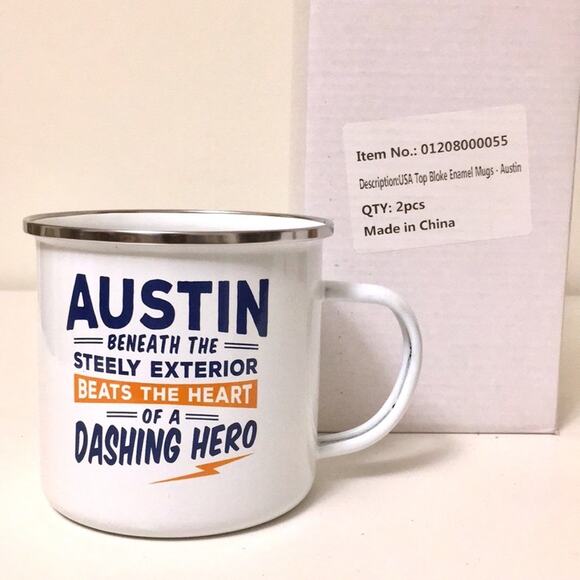 AUSTIN
BENEATH THE
STEELY EXTERIOR
BEATS THE HEART
OF A
DASHING HERO
Item No.: 01208000055
Description:USA Top Bloke Enamel Mugs - Austin
QTY: 2pcs
Made in China